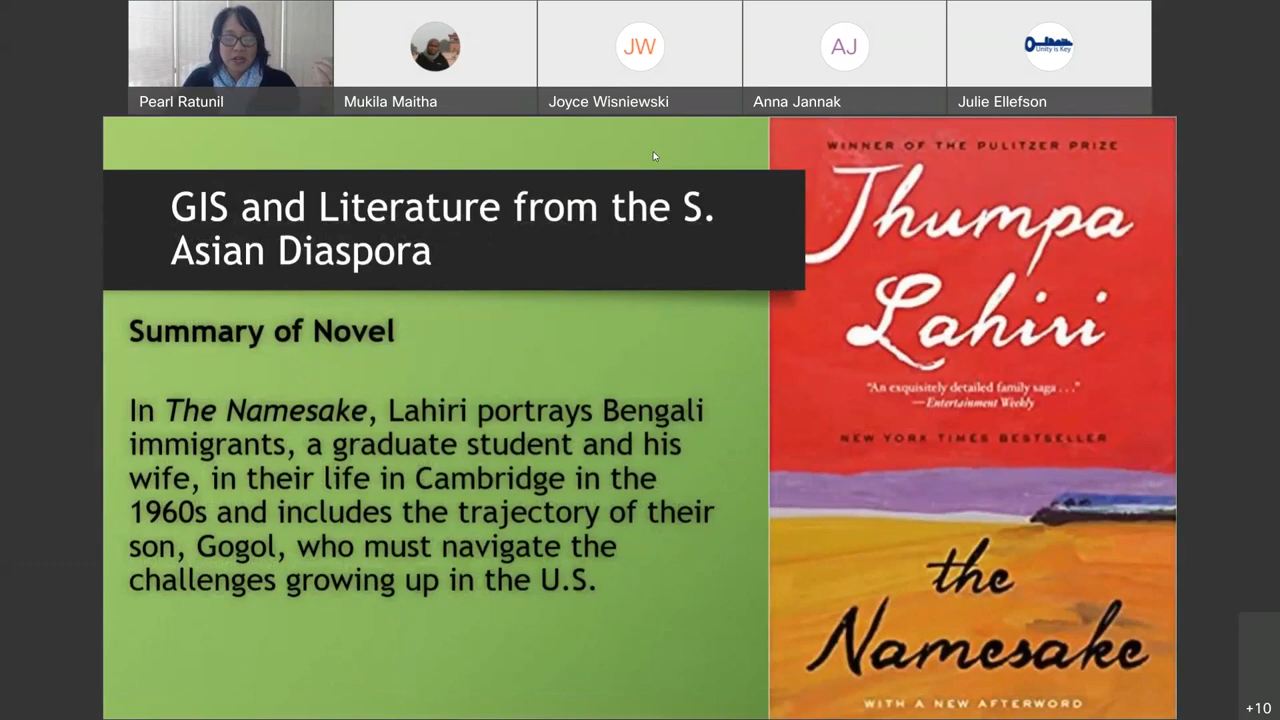 Pearl Ratunil
Mukila Maitha
JW
Joyce Wisniewski
AJ
Anna Jannak
Unity is Key
Julie Ellefson
GIS and Literature from the S.
Asian Diaspora
Summary of Novel
In The Namesake, Lahiri portrays Bengali
immigrants, a graduate student and his
wife, in their life in Cambridge in the
1960s and includes the trajectory of their
son, Gogol, who must navigate the
challenges growing up in the U.S.
WINNER OF THE PULITZER PRIZE
Jhumpa
Lahiri
“An exquisitely detailed family saga . . .”
—Entertainment Weekly
NEW YORK TIMES BESTSELLER
the
Namesake
WITH A NEW AFTERWORD
+10